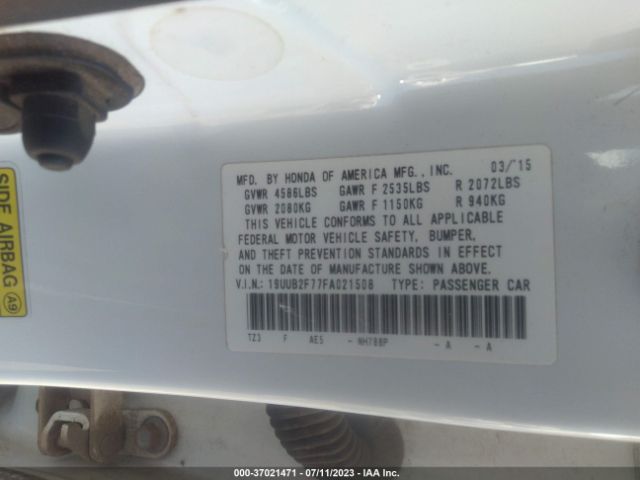 MFD. BY HONDA OF AMERICA MFG., INC. 03/'15
GVWR 4586LBS GAWR F 2535LBS R 2072LBS
GVWR 2080KG GAWR F 1150KG R 940KG
THIS VEHICLE CONFORMS TO ALL APPLICABLE
FEDERAL MOTOR VEHICLE SAFETY, BUMPER,
AND THEFT PREVENTION STANDARDS IN EFFECT
ON THE DATE OF MANUFACTURE SHOWN ABOVE.
V.I.N.: 19UUB2F77FA021508 TYPE: PASSENGER CAR
TZ3 F AE5 - NH788P - A - A
SIDE AIRBAG A9
000-37021471 - 07/11/2023 - IAA Inc.